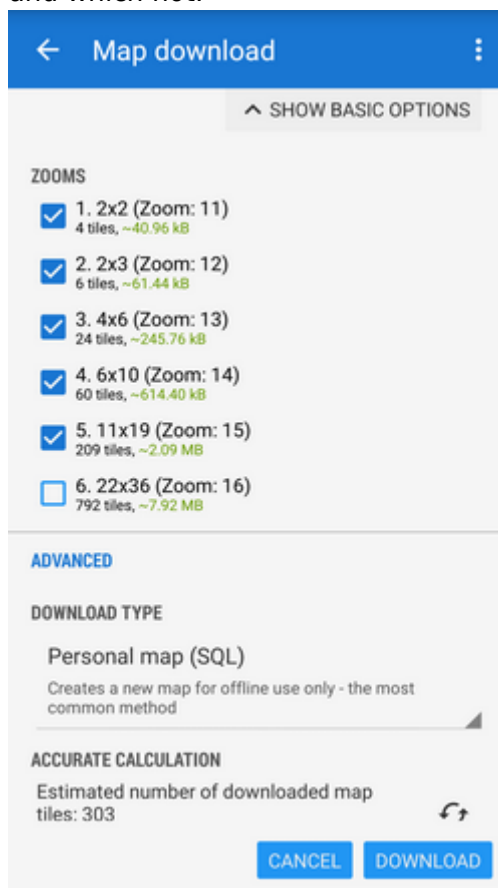 and which not.
Map download
SHOW BASIC OPTIONS
ZOOMS
1. 2x2 (Zoom: 11)
4 tiles, ~40.96 kB
2. 2x3 (Zoom: 12)
6 tiles, ~61.44 kB
3. 4x6 (Zoom: 13)
24 tiles, ~245.76 kB
4. 6x10 (Zoom: 14)
60 tiles, ~614.40 kB
5. 11x19 (Zoom: 15)
209 tiles, ~2.09 MB
6. 22x36 (Zoom: 16)
792 tiles, ~7.92 MB
ADVANCED
DOWNLOAD TYPE
Personal map (SQL)
Creates a new map for offline use only - the most
common method
ACCURATE CALCULATION
Estimated number of downloaded map
tiles: 303
CANCEL DOWNLOAD